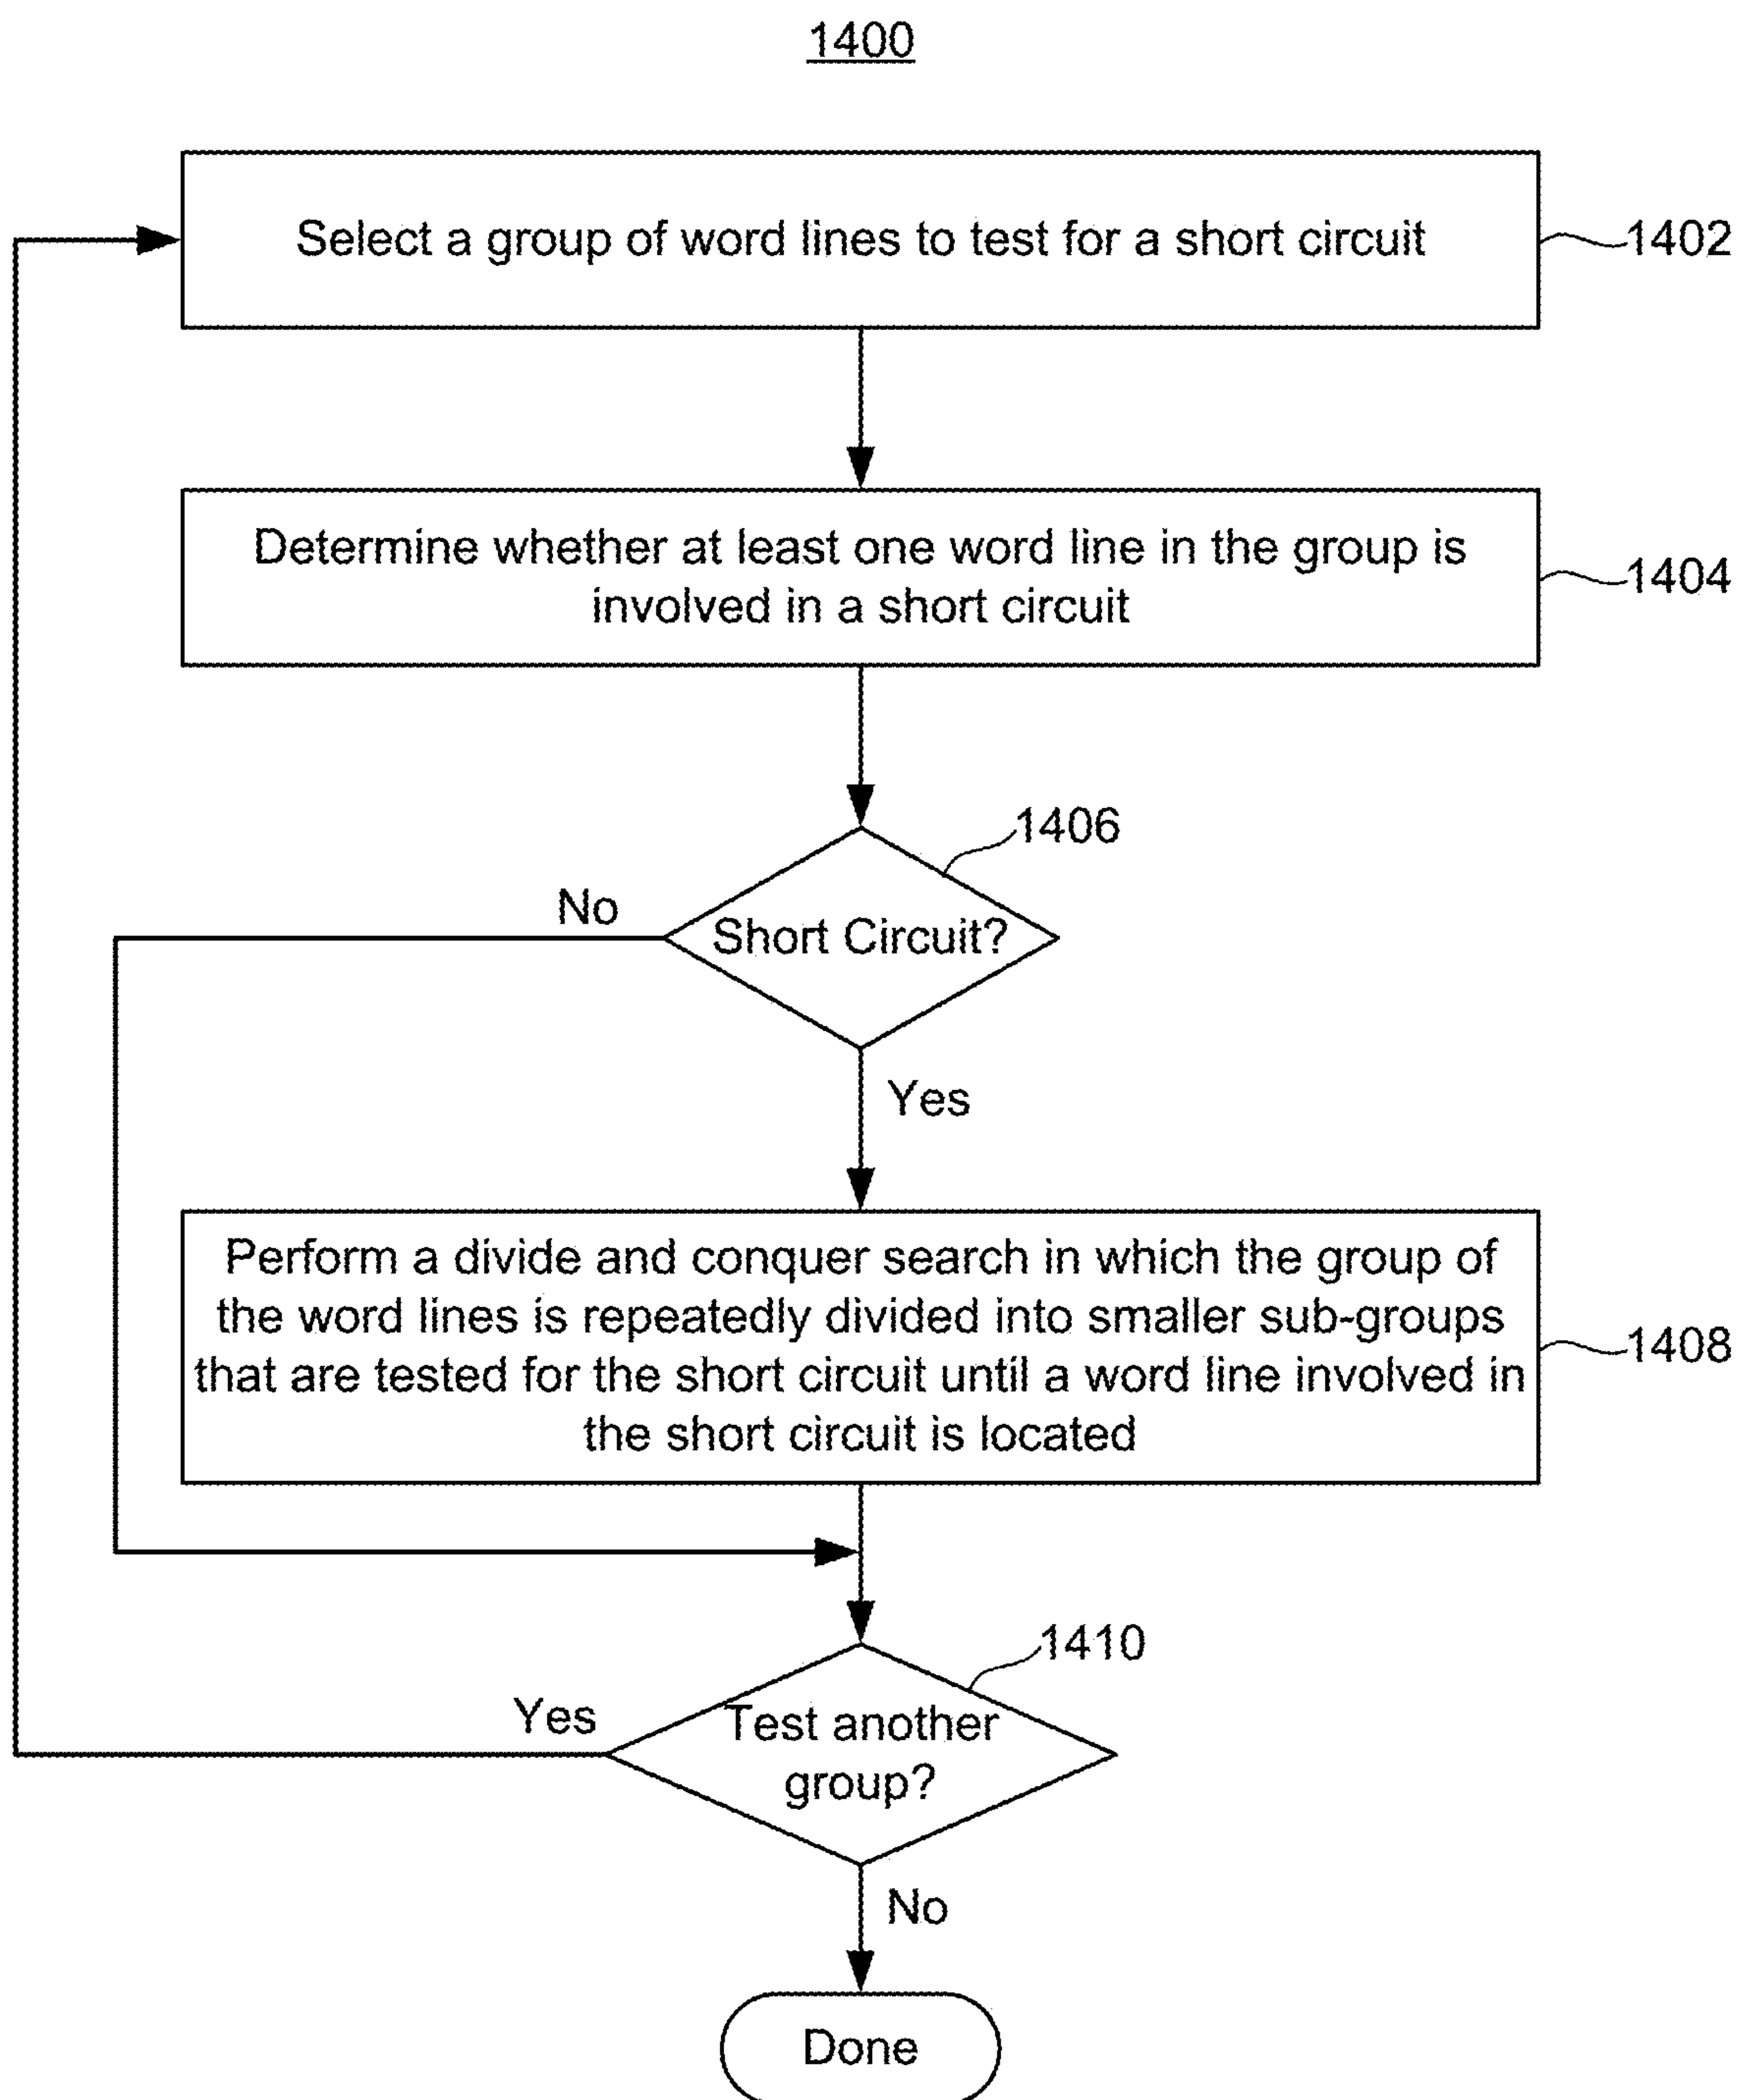 1400
Select a group of word lines to test for a short circuit
1402
Determine whether at least one word line in the group is
involved in a short circuit
1404
1406
No
Short Circuit?
Yes
Perform a divide and conquer search in which the group of
the word lines is repeatedly divided into smaller sub-groups
that are tested for the short circuit until a word line involved in
the short circuit is located
1408
1410
Yes
Test another
group?
No
Done